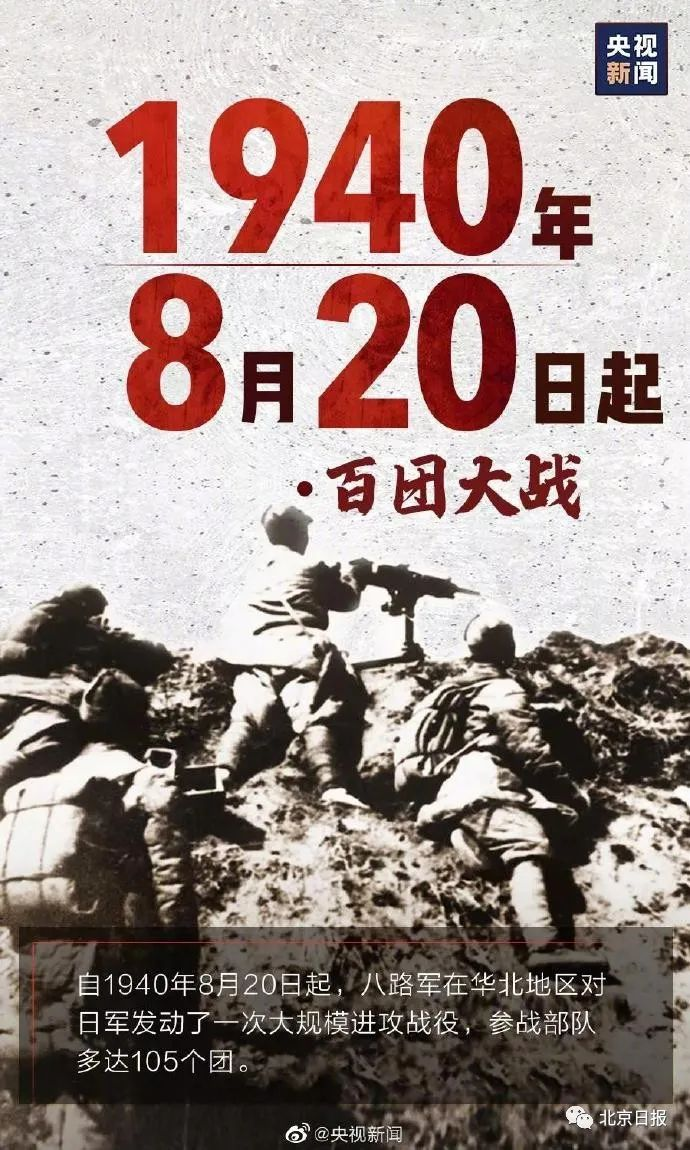 央视
新闻
1940年
8月20日起
·百团大战
自1940年8月20日起，八路军在华北地区对
日军发动了一次大规模进攻战役，参战部队
多达105个团。
北京日报
@央视新闻